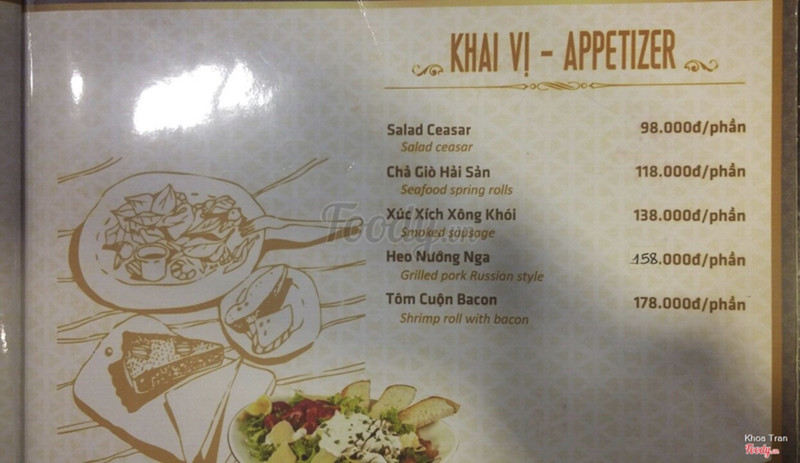 KHAI VỊ - APPETIZER
Salad Ceasar 98.000đ/phần
Salad ceasar
Chả Giò Hải Sản 118.000đ/phần
Seafood spring rolls
Xúc Xích Xông Khói 138.000đ/phần
Smoked sausage
Heo Nướng Nga 158.000đ/phần
Grilled pork Russian style
Tôm Cuộn Bacon 178.000đ/phần
Shrimp roll with bacon
Foody.vn
Khoa Tran
Foody.vn